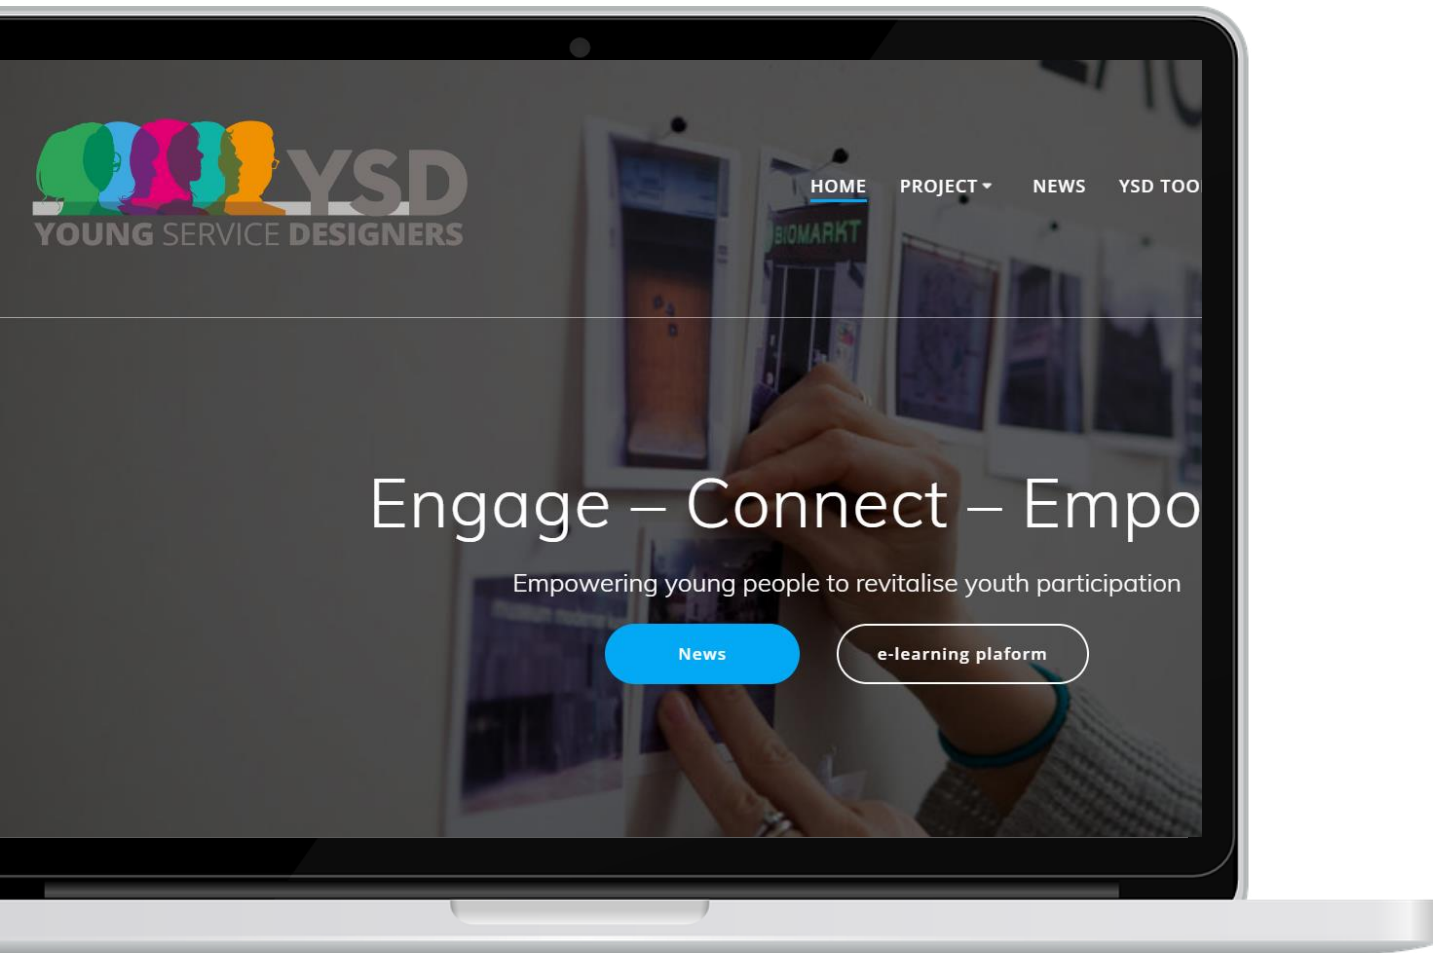 YSD
YOUNG SERVICE DESIGNERS
HOME PROJECT NEWS YSD TOO
BIOMARKT
Engage – Connect – Empo
Empowering young people to revitalise youth participation
News e-learning plaform